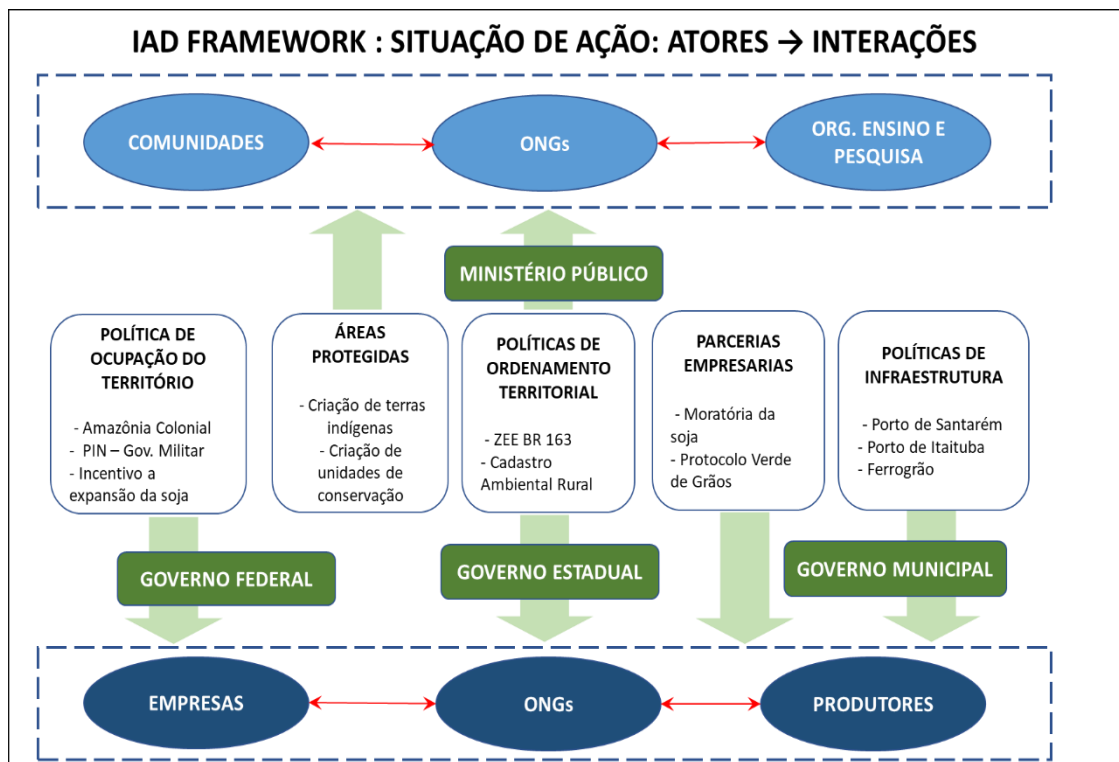 IAD FRAMEWORK : SITUAÇÃO DE AÇÃO: ATORES → INTERAÇÕES
COMUNIDADES
ONGs
ORG. ENSINO E
PESQUISA
MINISTÉRIO PÚBLICO
POLÍTICA DE
OCUPAÇÃO DO
TERRITÓRIO
- Amazônia Colonial
- PIN – Gov. Militar
- Incentivo a
expansão da soja
ÁREAS
PROTEGIDAS
- Criação de terras
indígenas
- Criação de
unidades de
conservação
POLÍTICAS DE
ORDENAMENTO
TERRITORIAL
- ZEE BR 163
- Cadastro
Ambiental Rural
PARCERIAS
EMPRESARIAS
- Moratória da
soja
- Protocolo Verde
de Grãos
POLÍTICAS DE
INFRAESTRUTURA
- Porto de Santarém
- Porto de Itaituba
- Ferrogrão
GOVERNO FEDERAL
GOVERNO ESTADUAL
GOVERNO MUNICIPAL
EMPRESAS
ONGs
PRODUTORES